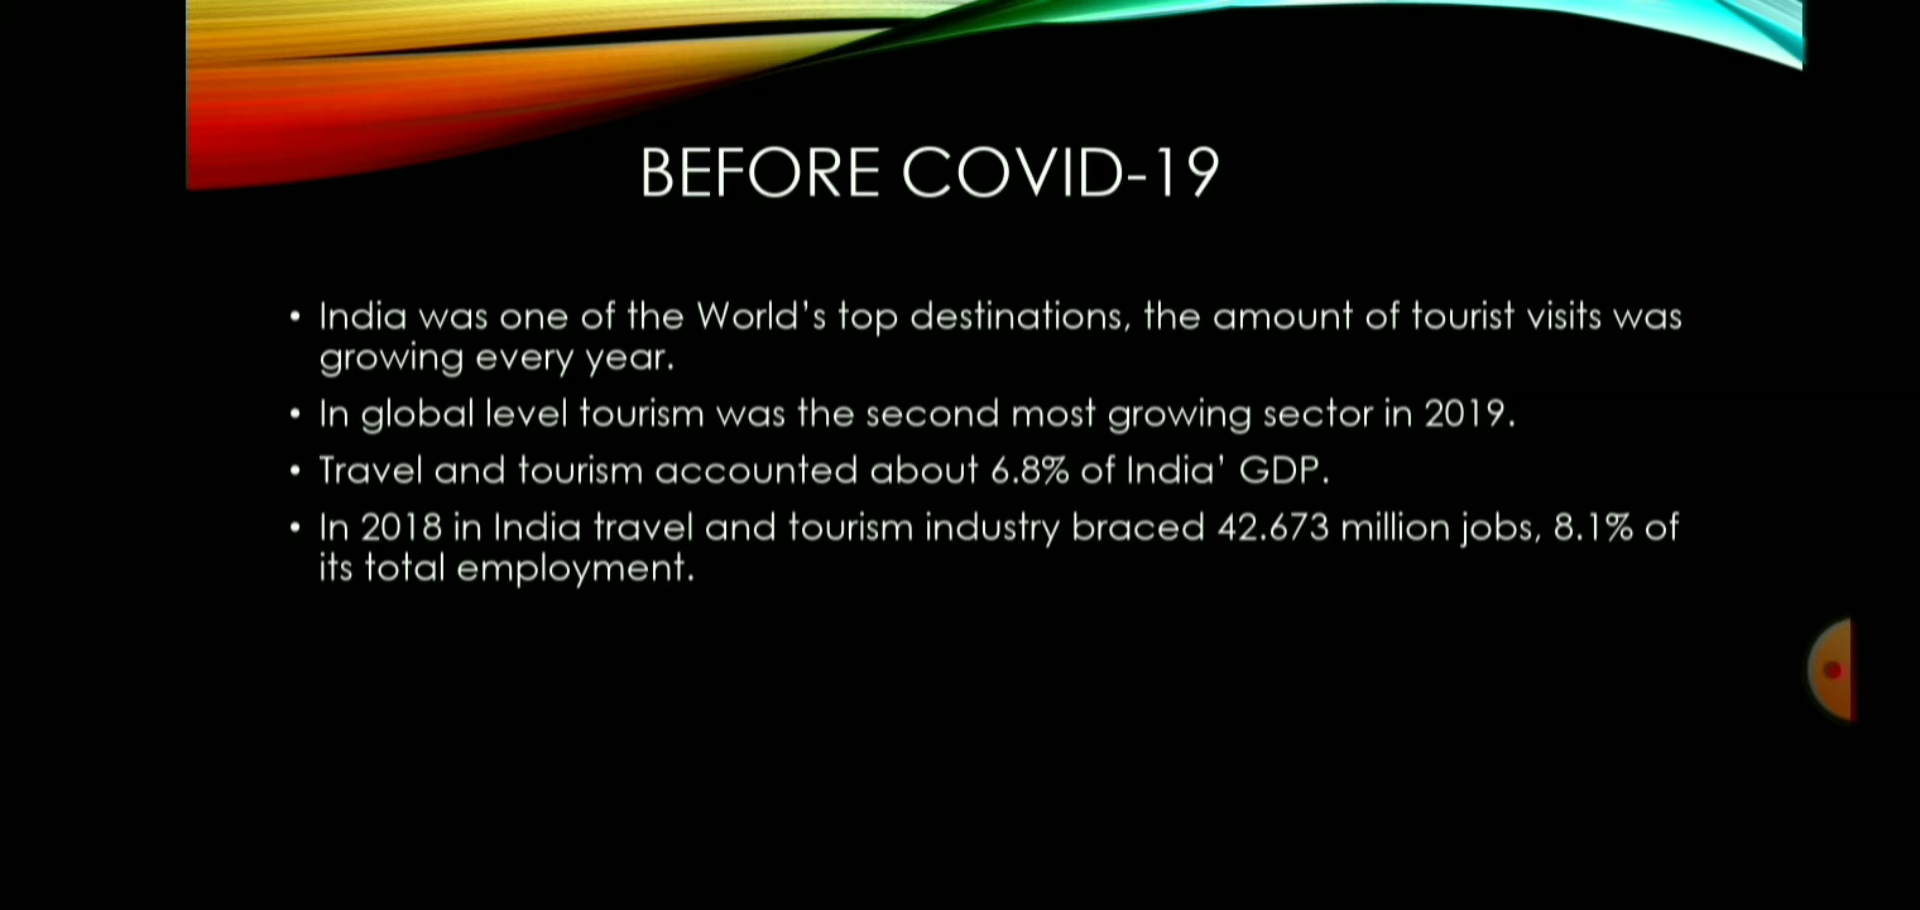 BEFORE COVID-19
• India was one of the World's top destinations, the amount of tourist visits was
growing every year.
• In global level tourism was the second most growing sector in 2019.
• Travel and tourism accounted about 6.8% of India' GDP.
• In 2018 in India travel and tourism industry braced 42.673 million jobs, 8.1% of
its total employment.